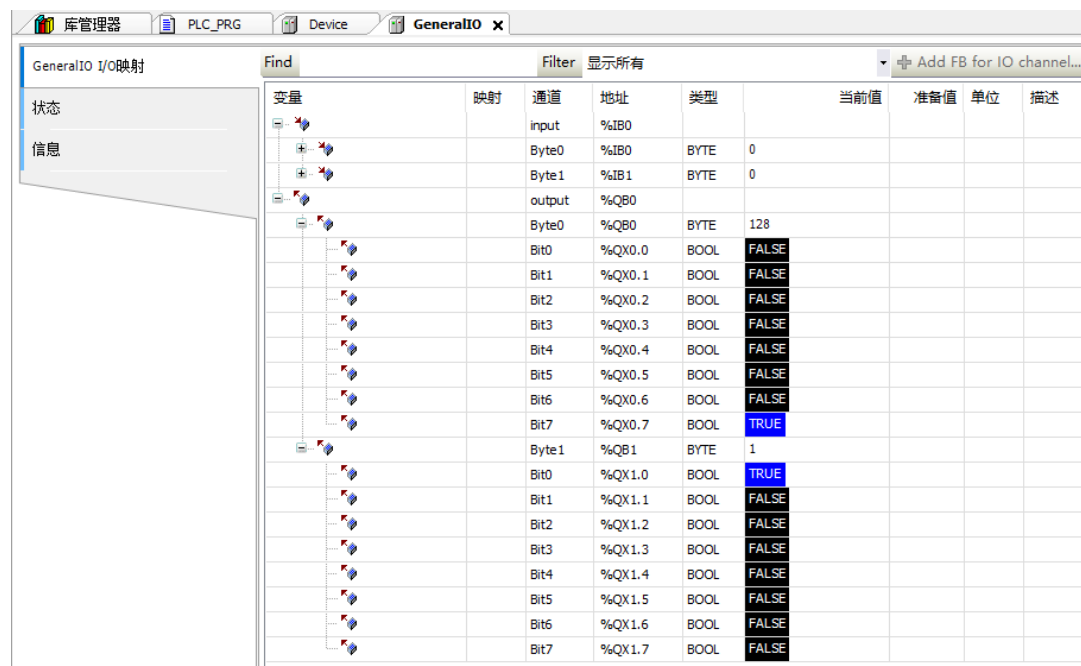 库管理器 PLC_PRG Device GeneralIO
GeneralIO I/O映射
状态
信息
Find Filter 显示所有 Add FB for IO channel...
变量 映射 通道 地址 类型 当前值 准备值 单位 描述
input %IB0
Byte0 %IB0 BYTE 0
Byte1 %IB1 BYTE 0
output %QB0
Byte0 %QB0 BYTE 128
Bit0 %QX0.0 BOOL FALSE
Bit1 %QX0.1 BOOL FALSE
Bit2 %QX0.2 BOOL FALSE
Bit3 %QX0.3 BOOL FALSE
Bit4 %QX0.4 BOOL FALSE
Bit5 %QX0.5 BOOL FALSE
Bit6 %QX0.6 BOOL FALSE
Bit7 %QX0.7 BOOL TRUE
Byte1 %QB1 BYTE 1
Bit0 %QX1.0 BOOL TRUE
Bit1 %QX1.1 BOOL FALSE
Bit2 %QX1.2 BOOL FALSE
Bit3 %QX1.3 BOOL FALSE
Bit4 %QX1.4 BOOL FALSE
Bit5 %QX1.5 BOOL FALSE
Bit6 %QX1.6 BOOL FALSE
Bit7 %QX1.7 BOOL FALSE